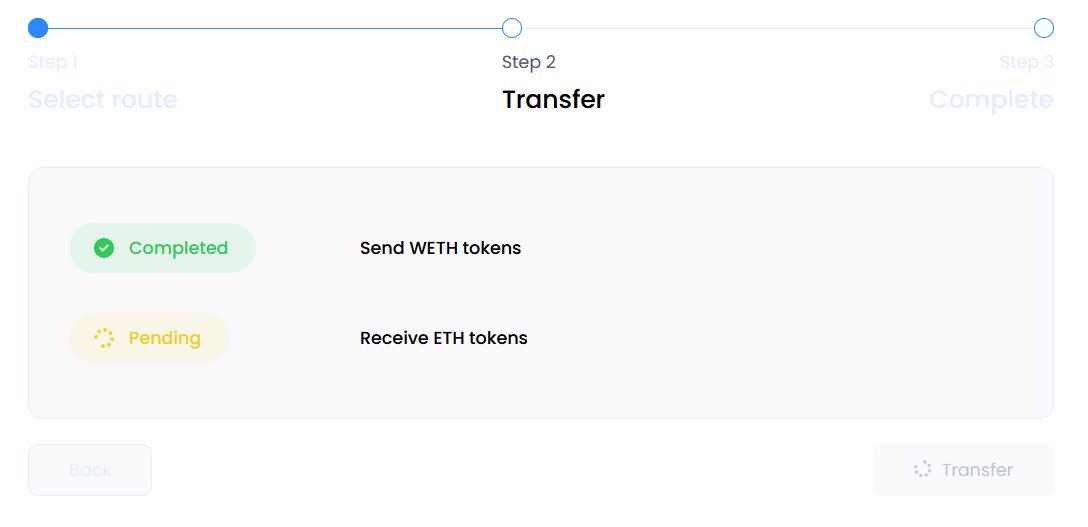 Step 1
Step 2
Step 3
Select route
Transfer
Complete
Completed
Send WETH tokens
Pending
Receive ETH tokens
Back
Transfer